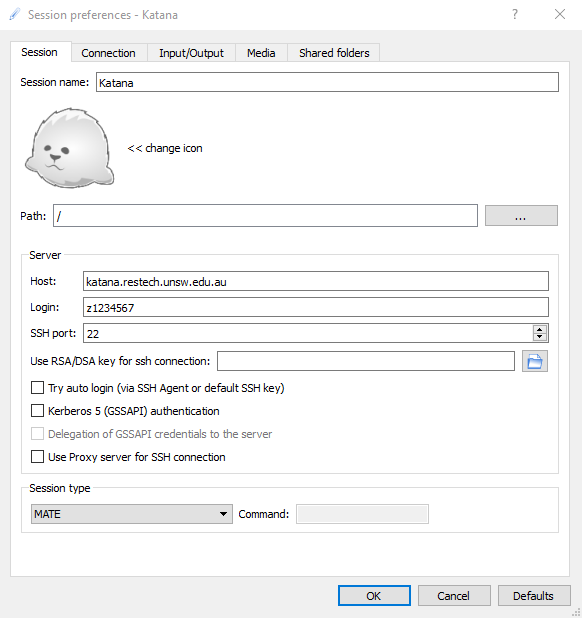 Session preferences - Katana
Session Connection Input/Output Media Shared folders
Session name: Katana
<< change icon
Path: / ...
Server
Host: katana.restech.unsw.edu.au
Login: z1234567
SSH port: 22
Use RSA/DSA key for ssh connection:
Try auto login (via SSH Agent or default SSH key)
Kerberos 5 (GSSAPI) authentication
Delegation of GSSAPI credentials to the server
Use Proxy server for SSH connection
Session type
MATE Command:
OK Cancel Defaults